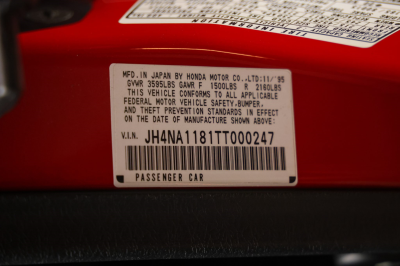 TIRE INFORMATION
MFD. IN JAPAN BY HONDA MOTOR CO.,LTD:11/'95
GVWR 3595LBS GAWR F 1500LBS R 2160LBS
THIS VEHICLE CONFORMS TO ALL APPLICABLE
FEDERAL MOTOR VEHICLE SAFETY,BUMPER,
AND THEFT PREVENTION STANDARDS IN EFFECT
ON THE DATE OF MANUFACTURE SHOWN ABOVE.
V.I.N. JH4NA1181TT000247
PASSENGER CAR